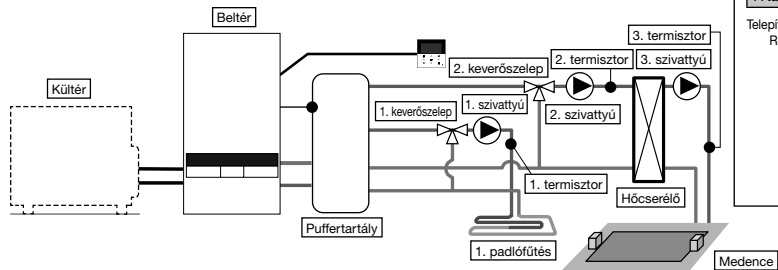 Beltér
Kültér
Puffertartály
1. keverőszelep
1. szivattyú
2. keverőszelep
2. termisztor
2. szivattyú
3. termisztor
3. szivattyú
1. termisztor
1. padlófűtés
Hőcserélő
Medence
Telepí
R